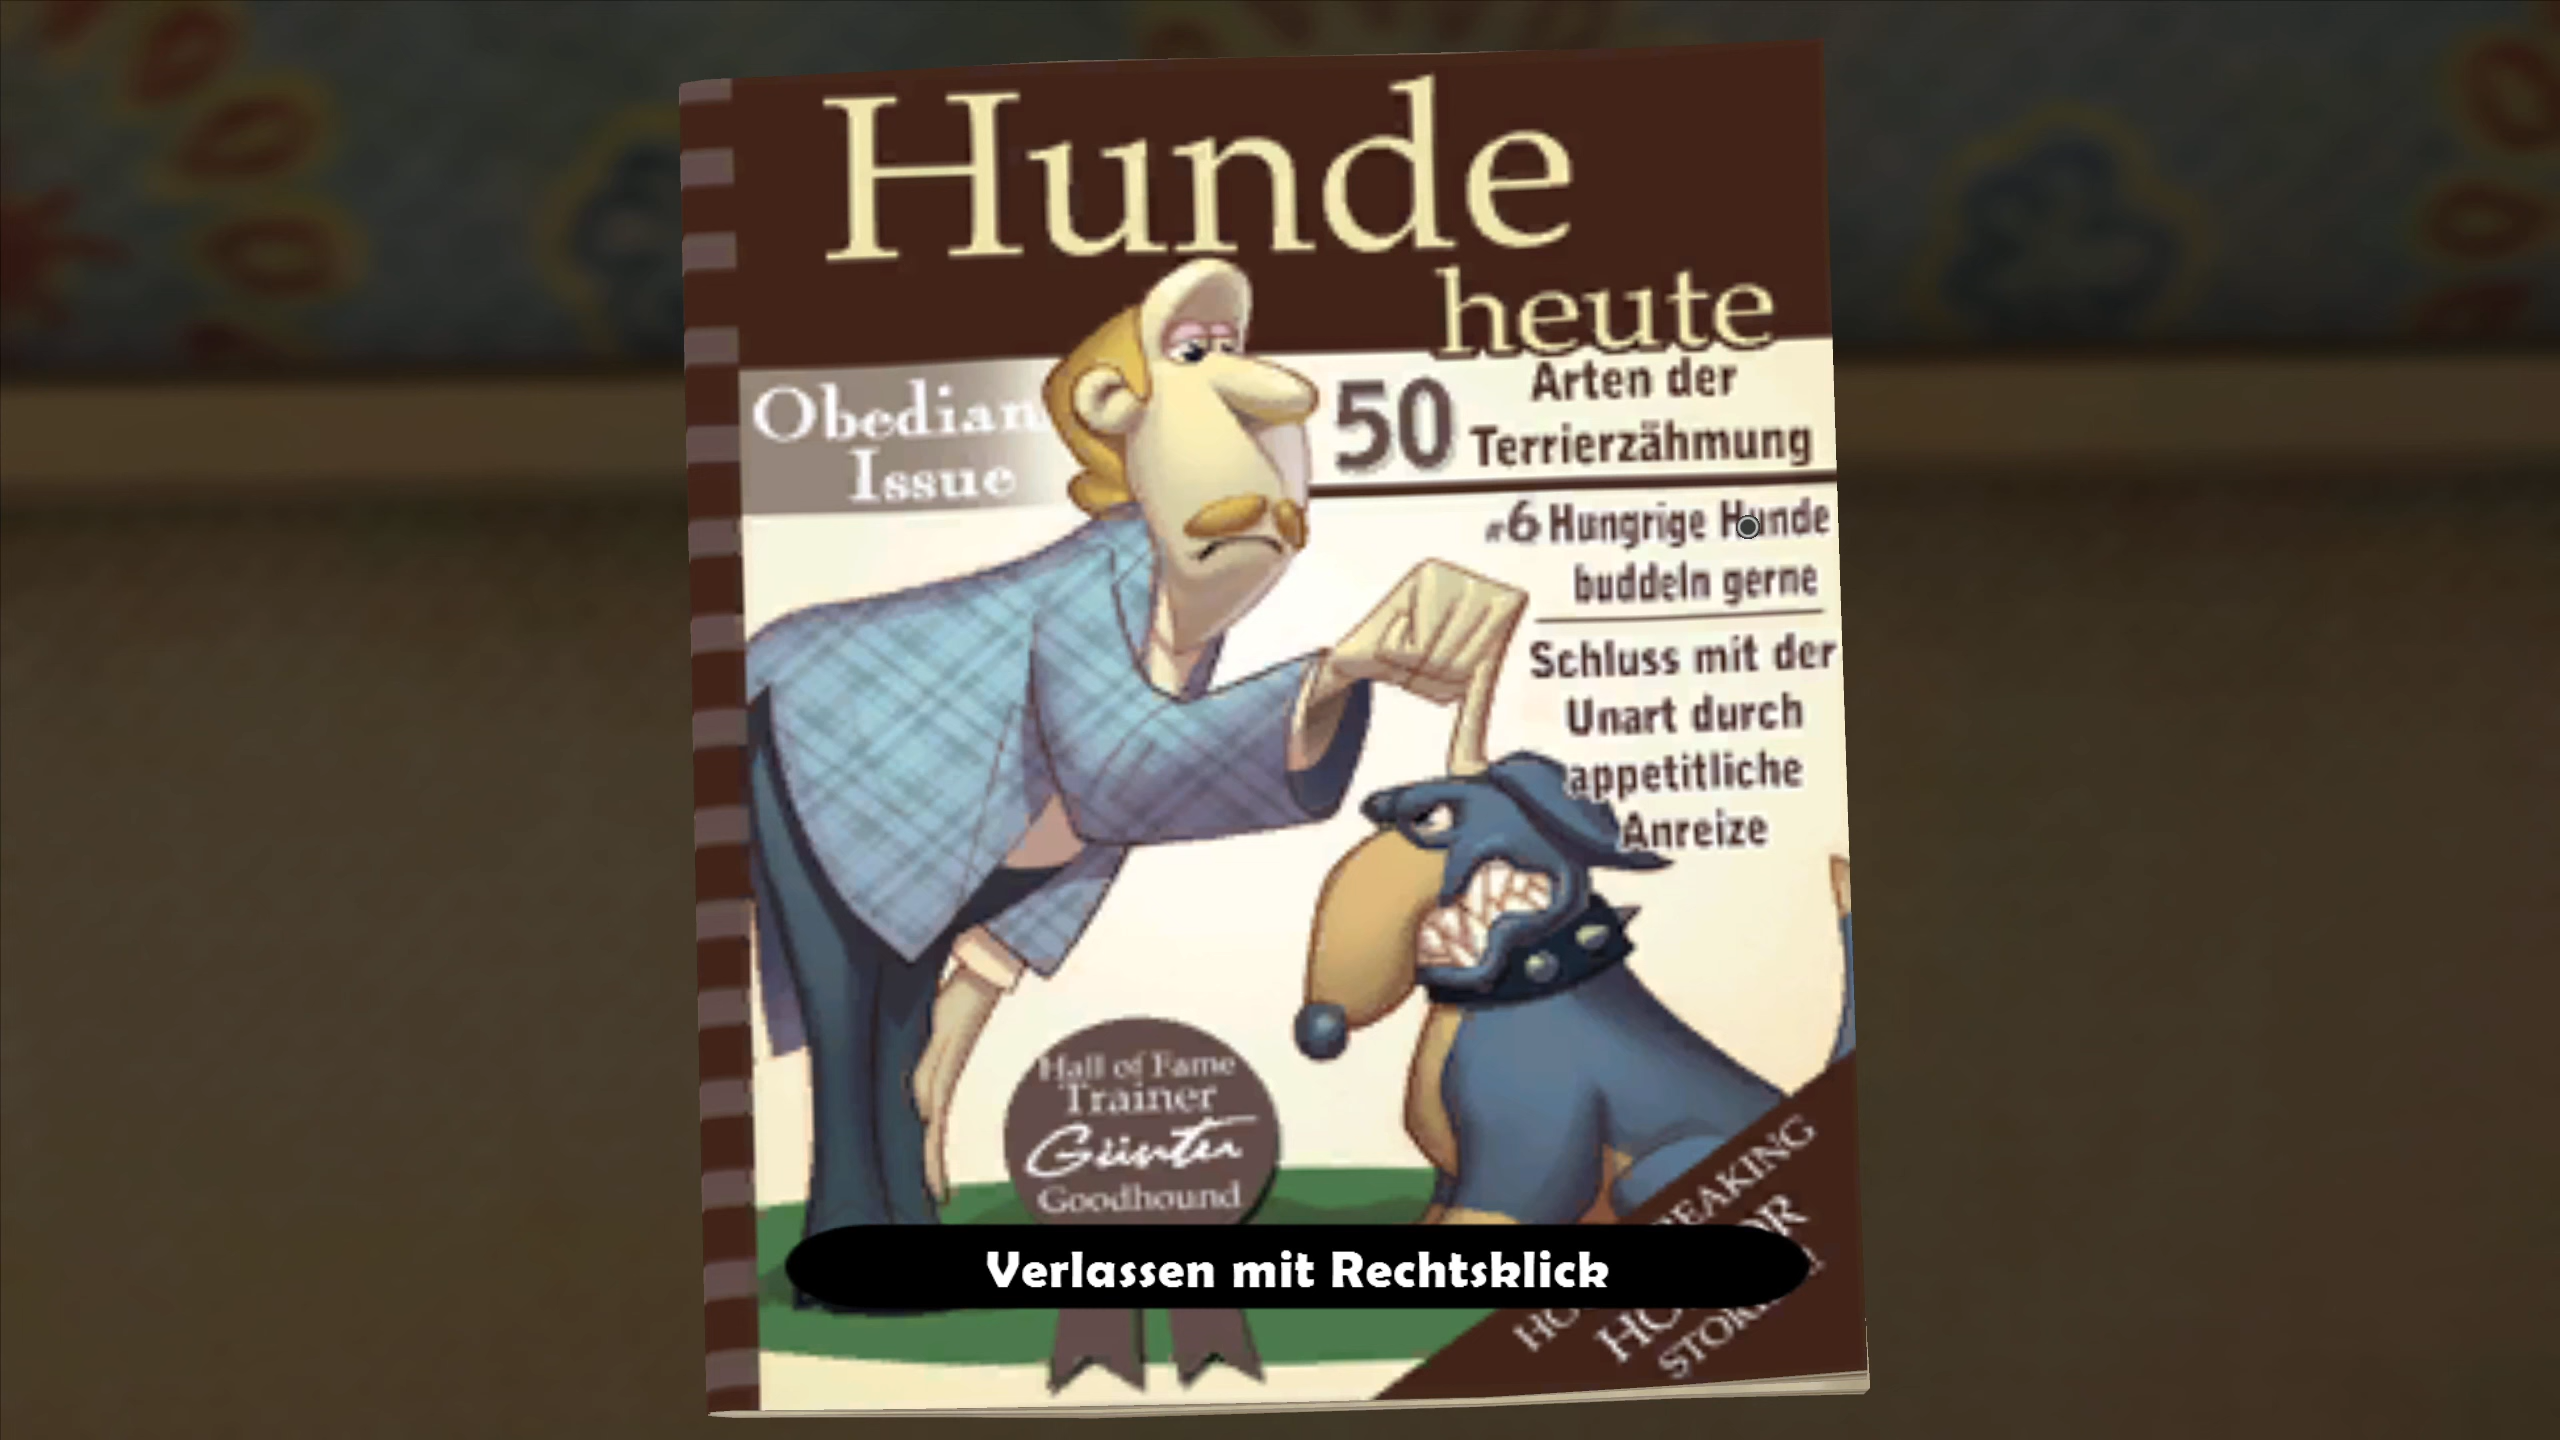 Hunde
heute
Obedian
Issue
50 Arten der
Terrierzähmung
#6 Hungrige Hunde
buddeln gerne
Schluss mit der
Unart durch
appetitliche
Anreize
Hall of Fame
Trainer
Günter
Goodhound
Verlassen mit Rechtsklick